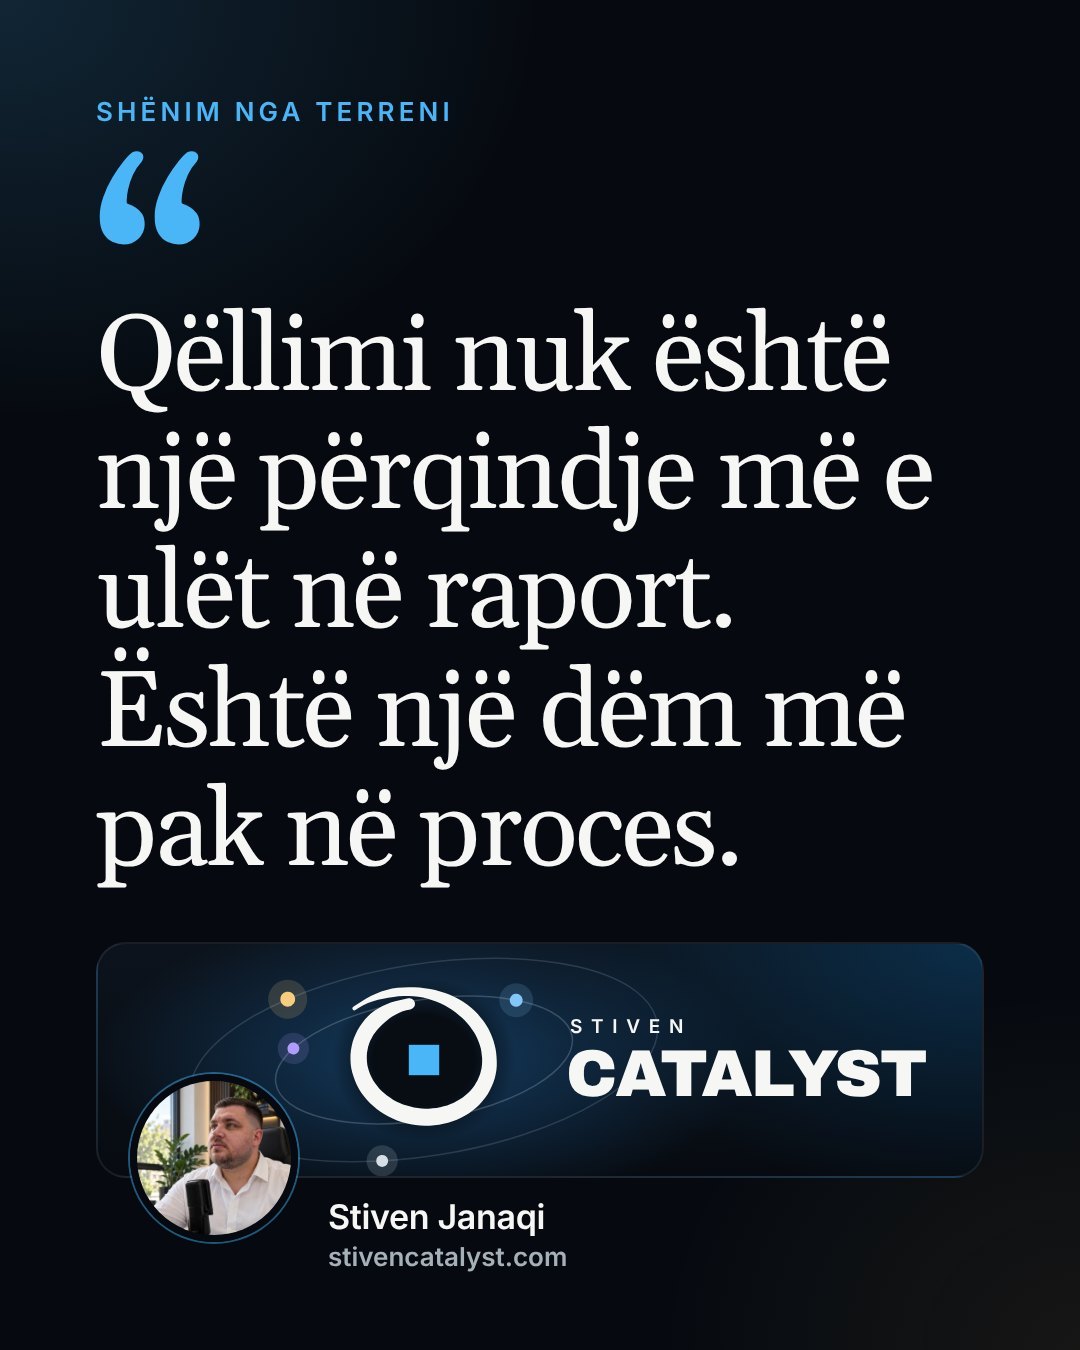 SHËNIM NGA TERRENI
“
Qëllimi nuk është
një përqindje më e
ulët në raport.
Është një dëm më
pak në proces.
STIVEN
CATALYST
Stiven Janaqi
stivencatalyst.com